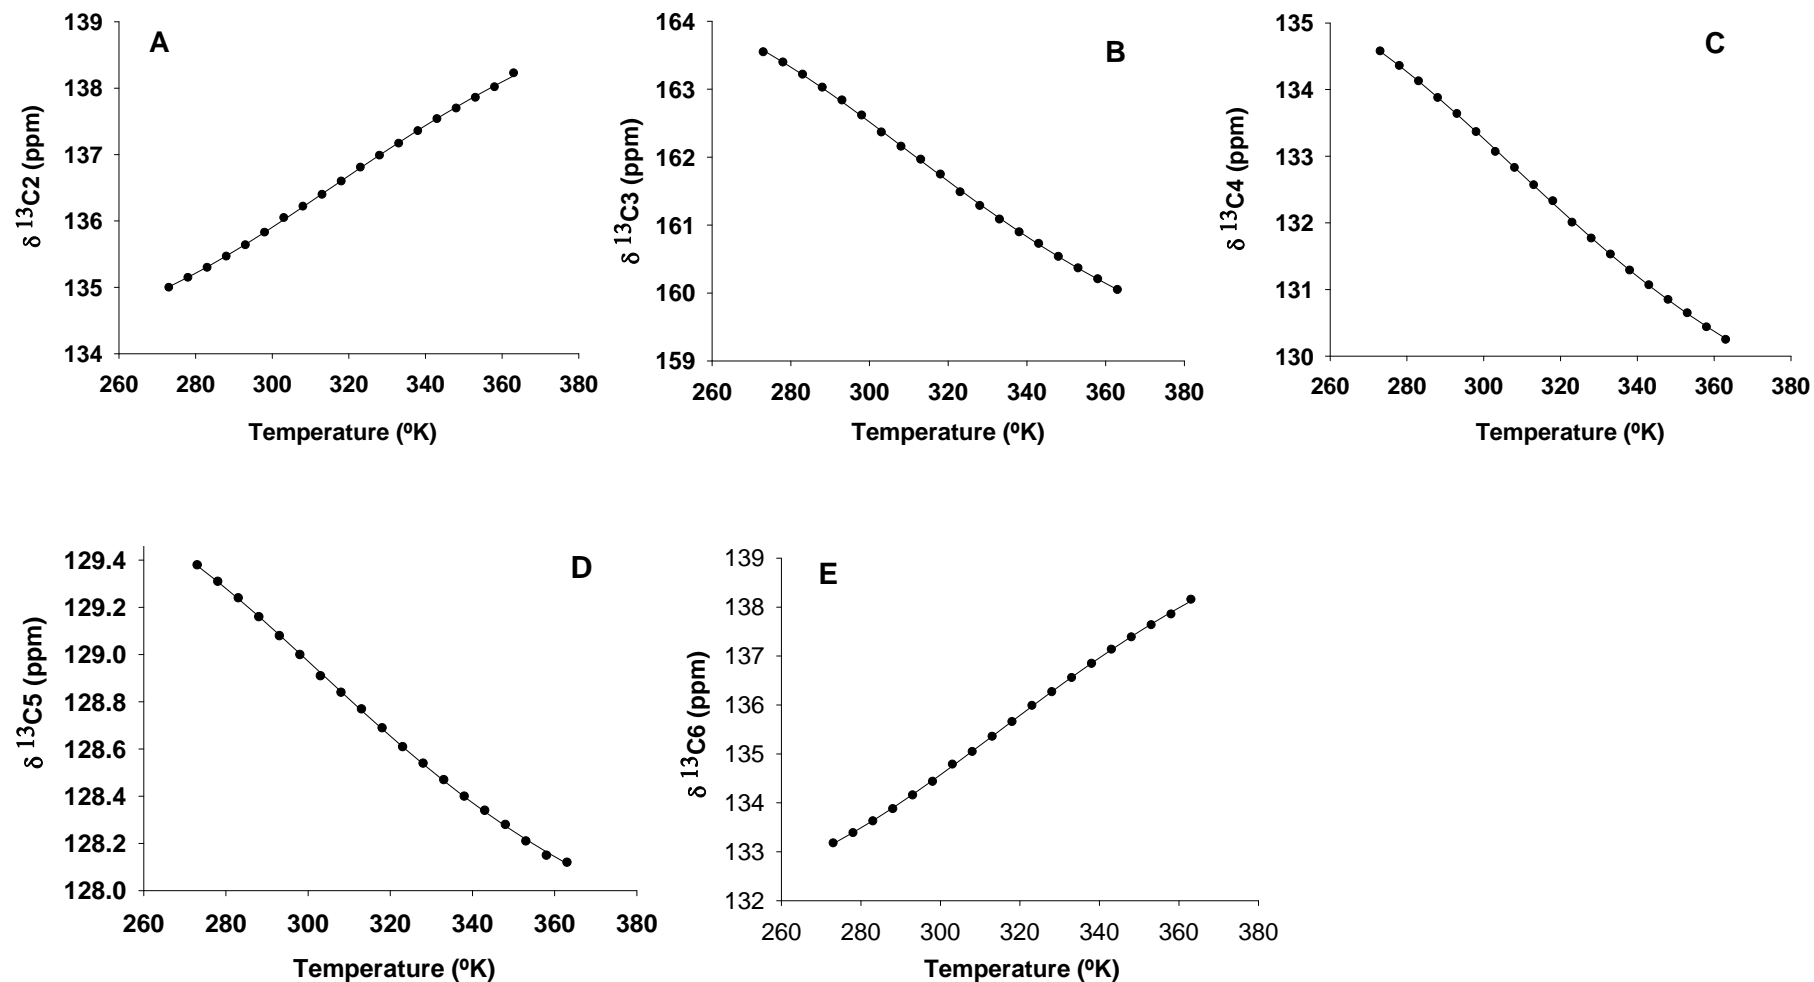 A
δ 13C2 (ppm)
139
138
137
136
135
134
260 280 300 320 340 360 380
Temperature (ºK)
B
δ 13C3 (ppm)
164
163
162
161
160
159
260 280 300 320 340 360 380
Temperature (ºK)
C
δ 13C4 (ppm)
135
134
133
132
131
130
260 280 300 320 340 360 380
Temperature (ºK)
D
δ 13C5 (ppm)
129.4
129.2
129.0
128.8
128.6
128.4
128.2
128.0
260 280 300 320 340 360 380
Temperature (ºK)
E
δ 13C6 (ppm)
139
138
137
136
135
134
133
132
260 280 300 320 340 360 380
Temperature (ºK)